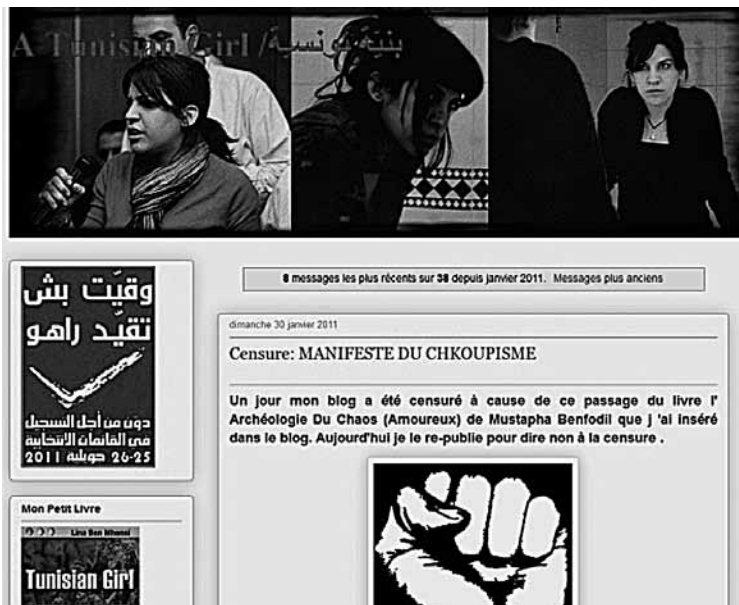 A Tunisian Girl /بنية تونسية
8 messages les plus récents sur 38 depuis janvier 2011. Messages plus anciens
وقيّت بش
تقيّد راهو
دوّن من أجل التسجيل
في القائمات الانتخابية
25-26 جويلية 2011
dimanche 30 janvier 2011
Censure: MANIFESTE DU CHKOUPISME
Un jour mon blog a été censuré à cause de ce passage du livre l'
Archéologie Du Chaos (Amoureux) de Mustapha Benfodil que j 'ai inséré
dans le blog. Aujourd'hui je le re-publie pour dire non à la censure .
Mon Petit Livre
Lina Ben Mhenni
Tunisian Girl